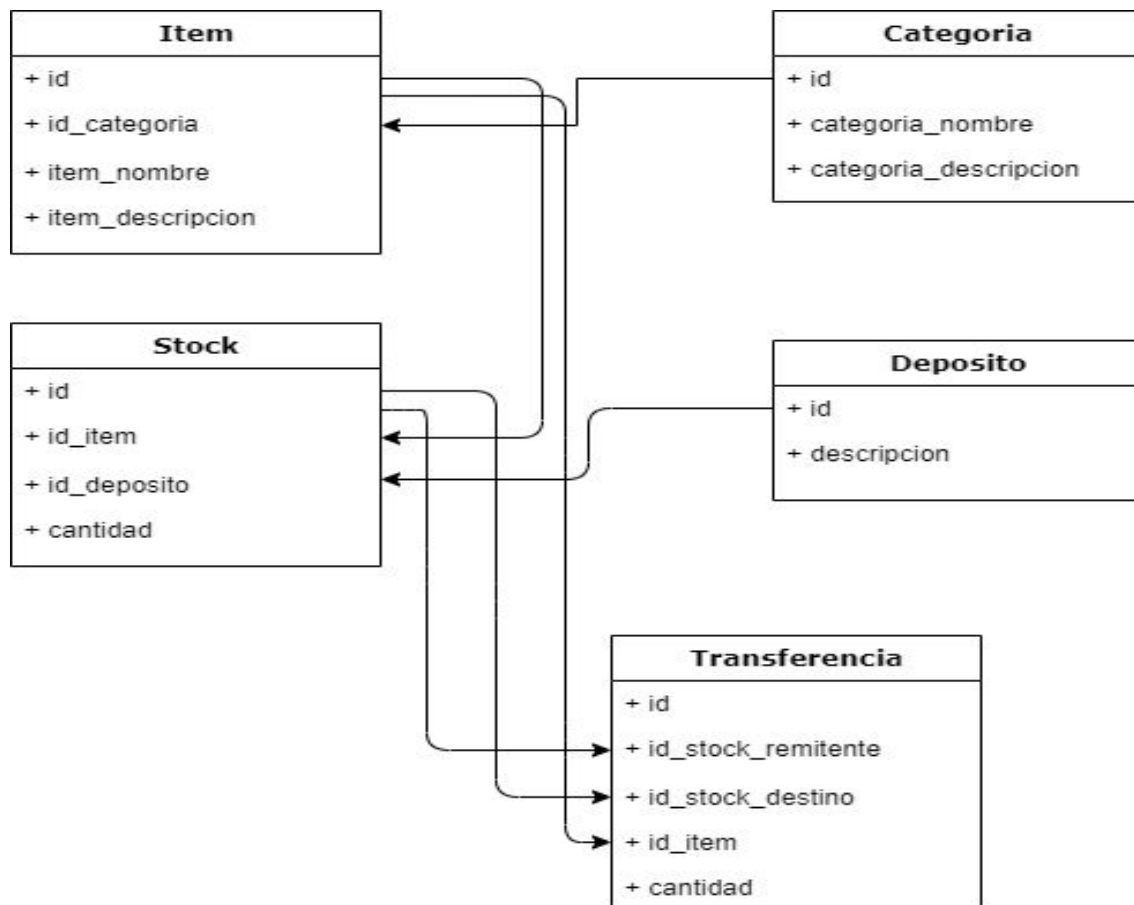 Item
+ id
+ id_categoria
+ item_nombre
+ item_descripcion
Categoria
+ id
+ categoria_nombre
+ categoria_descripcion
Stock
+ id
+ id_item
+ id_deposito
+ cantidad
Deposito
+ id
+ descripcion
Transferencia
+ id
+ id_stock_remitente
+ id_stock_destino
+ id_item
+ cantidad